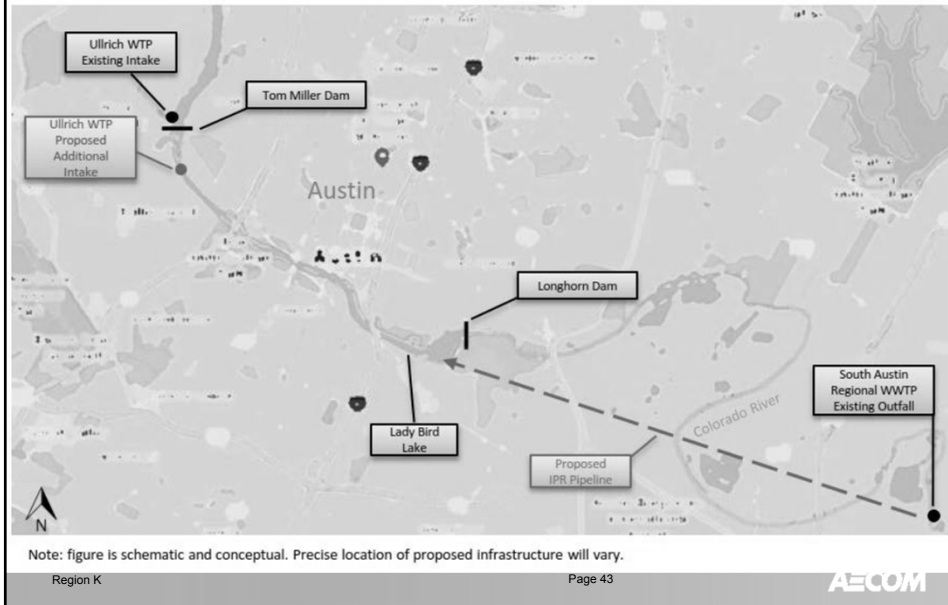 Ullrich WTP
Existing Intake
Tom Miller Dam
Ullrich WTP
Proposed
Additional
Intake
Austin
Longhorn Dam
South Austin
Regional WWTP
Existing Outfall
Colorado River
Lady Bird
Lake
Proposed
IPR Pipeline
N
Note: figure is schematic and conceptual. Precise location of proposed infrastructure will vary.
Region K
Page 43
AECOM